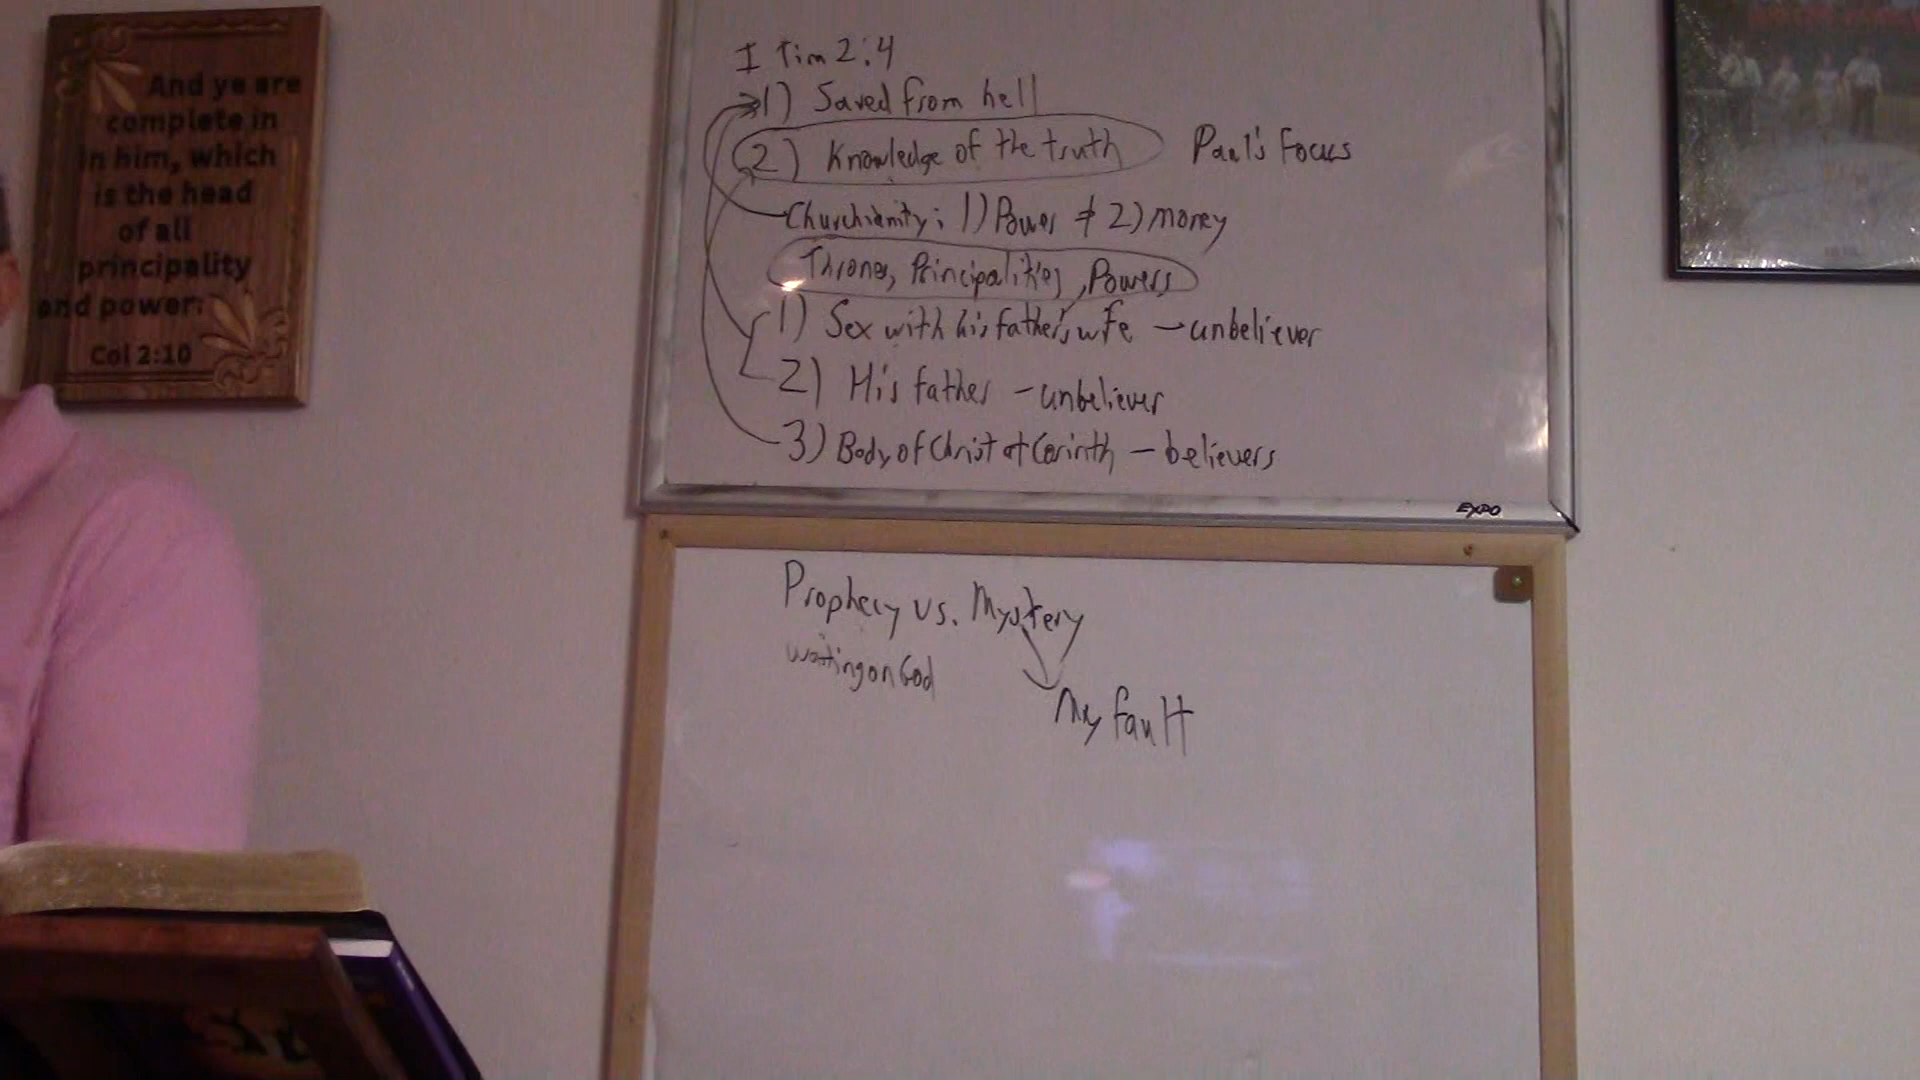 And ye are
complete in
in him, which
is the head
of all
principality
and power:
Col 2:10
I Tim 2:4
1) Saved from hell
2) Knowledge of the truth Paul's Focus
Churchianity: 1) Power + 2) money
Thrones, Principalities, Powers
1) Sex with his father's wife - unbeliever
2) His father - unbeliever
3) Body of Christ at Corinth - believers
EXPO
Prophecy vs. Mystery
waiting on God
My fault